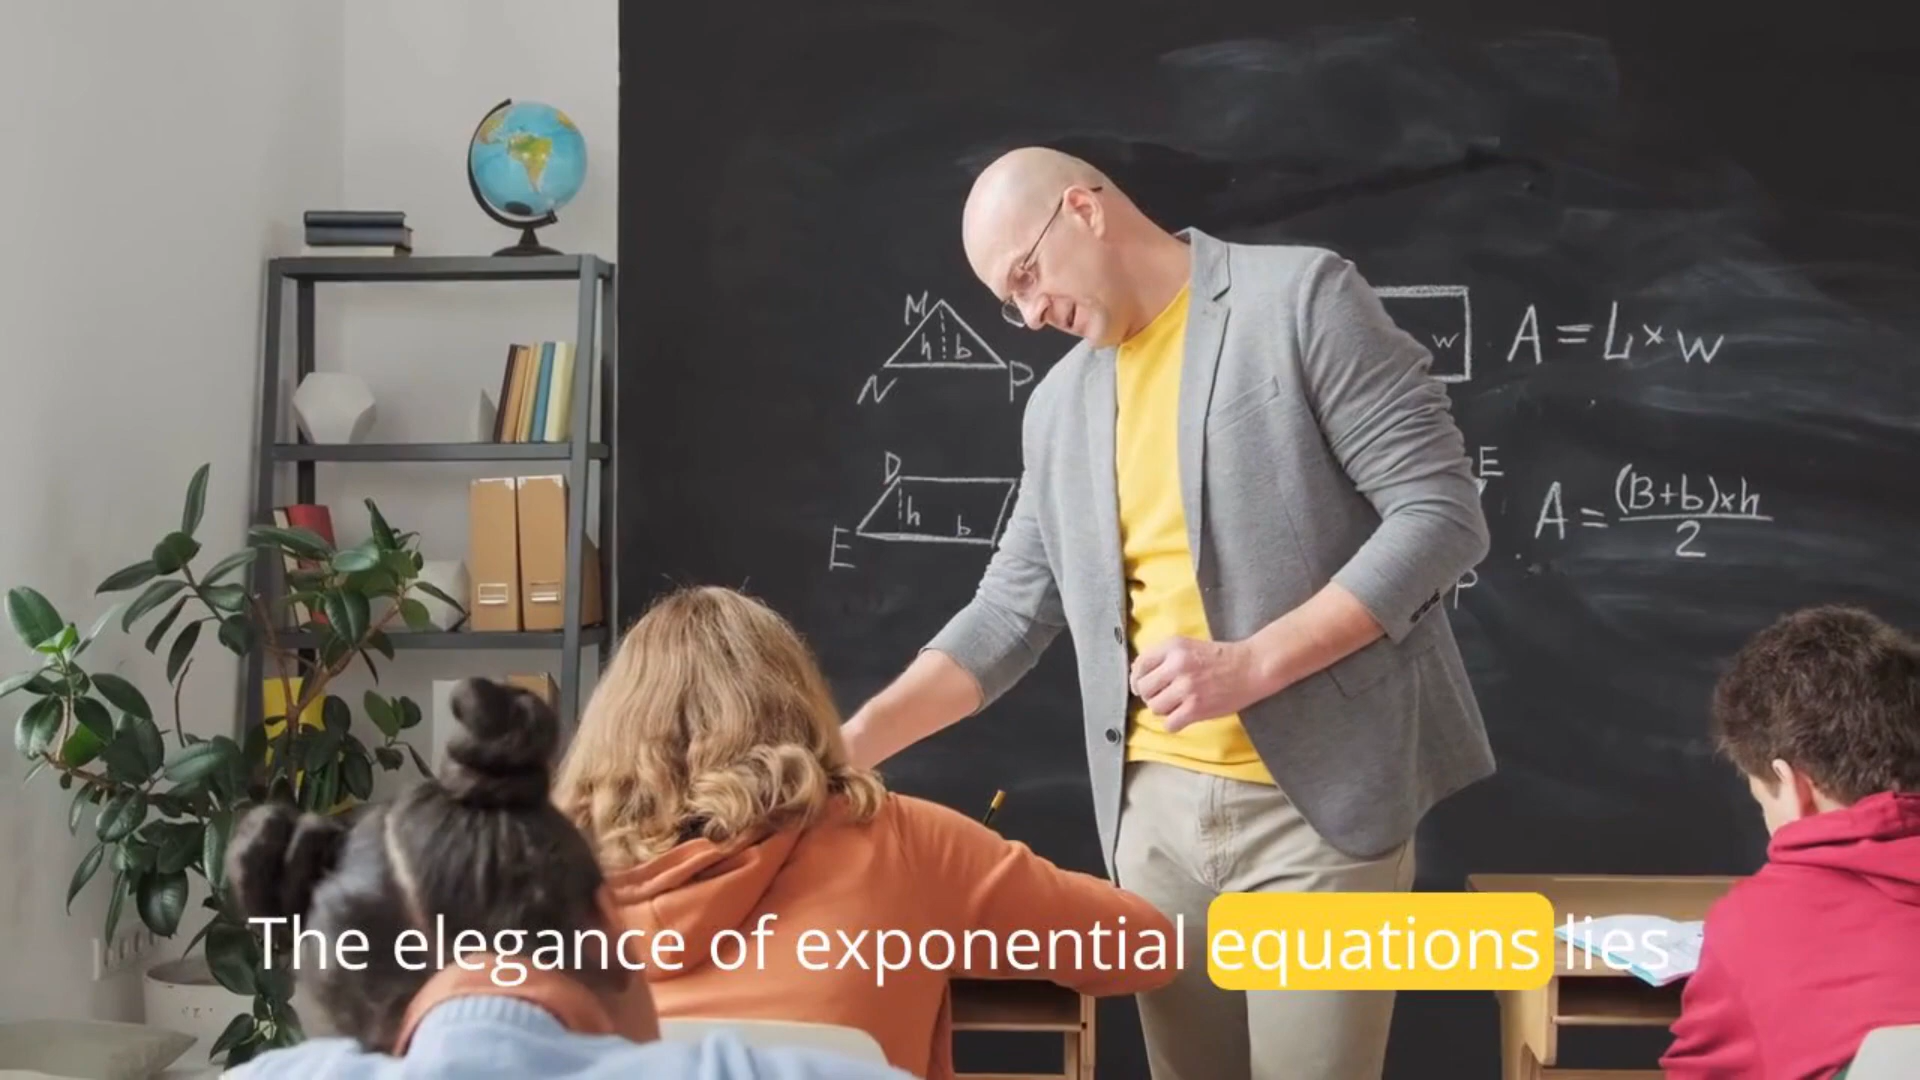 M
h b
N P
w
A = L × w
D
h b
E
E
A = (B+b)×h / 2
P
The elegance of exponential equations lies